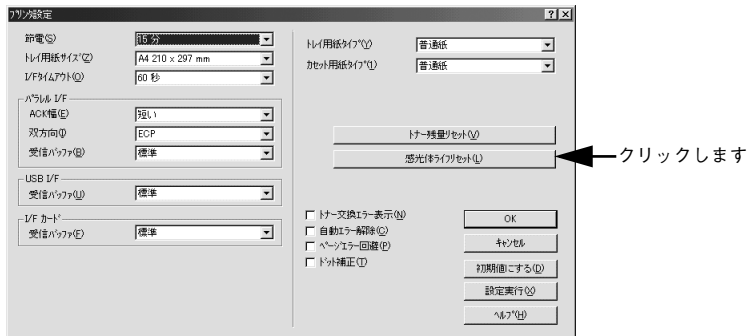 プリンタ設定
節電(S) 15 分
トレイ用紙サイズ(Z) A4 210 x 297 mm
I/Fタイムアウト(O) 60 秒
パラレル I/F
ACK幅(E) 短い
双方向(I) ECP
受信バッファ(B) 標準
USB I/F
受信バッファ(U) 標準
I/F カード
受信バッファ(F) 標準
トレイ用紙タイプ(Y) 普通紙
カセット用紙タイプ(1) 普通紙
トナー残量リセット(V)
感光体ライフリセット(L)
クリックします
トナー交換エラー表示(N)
自動エラー解除(C)
ページエラー回避(P)
ドット補正(T)
OK
キャンセル
初期値にする(D)
設定実行(X)
ヘルプ(H)